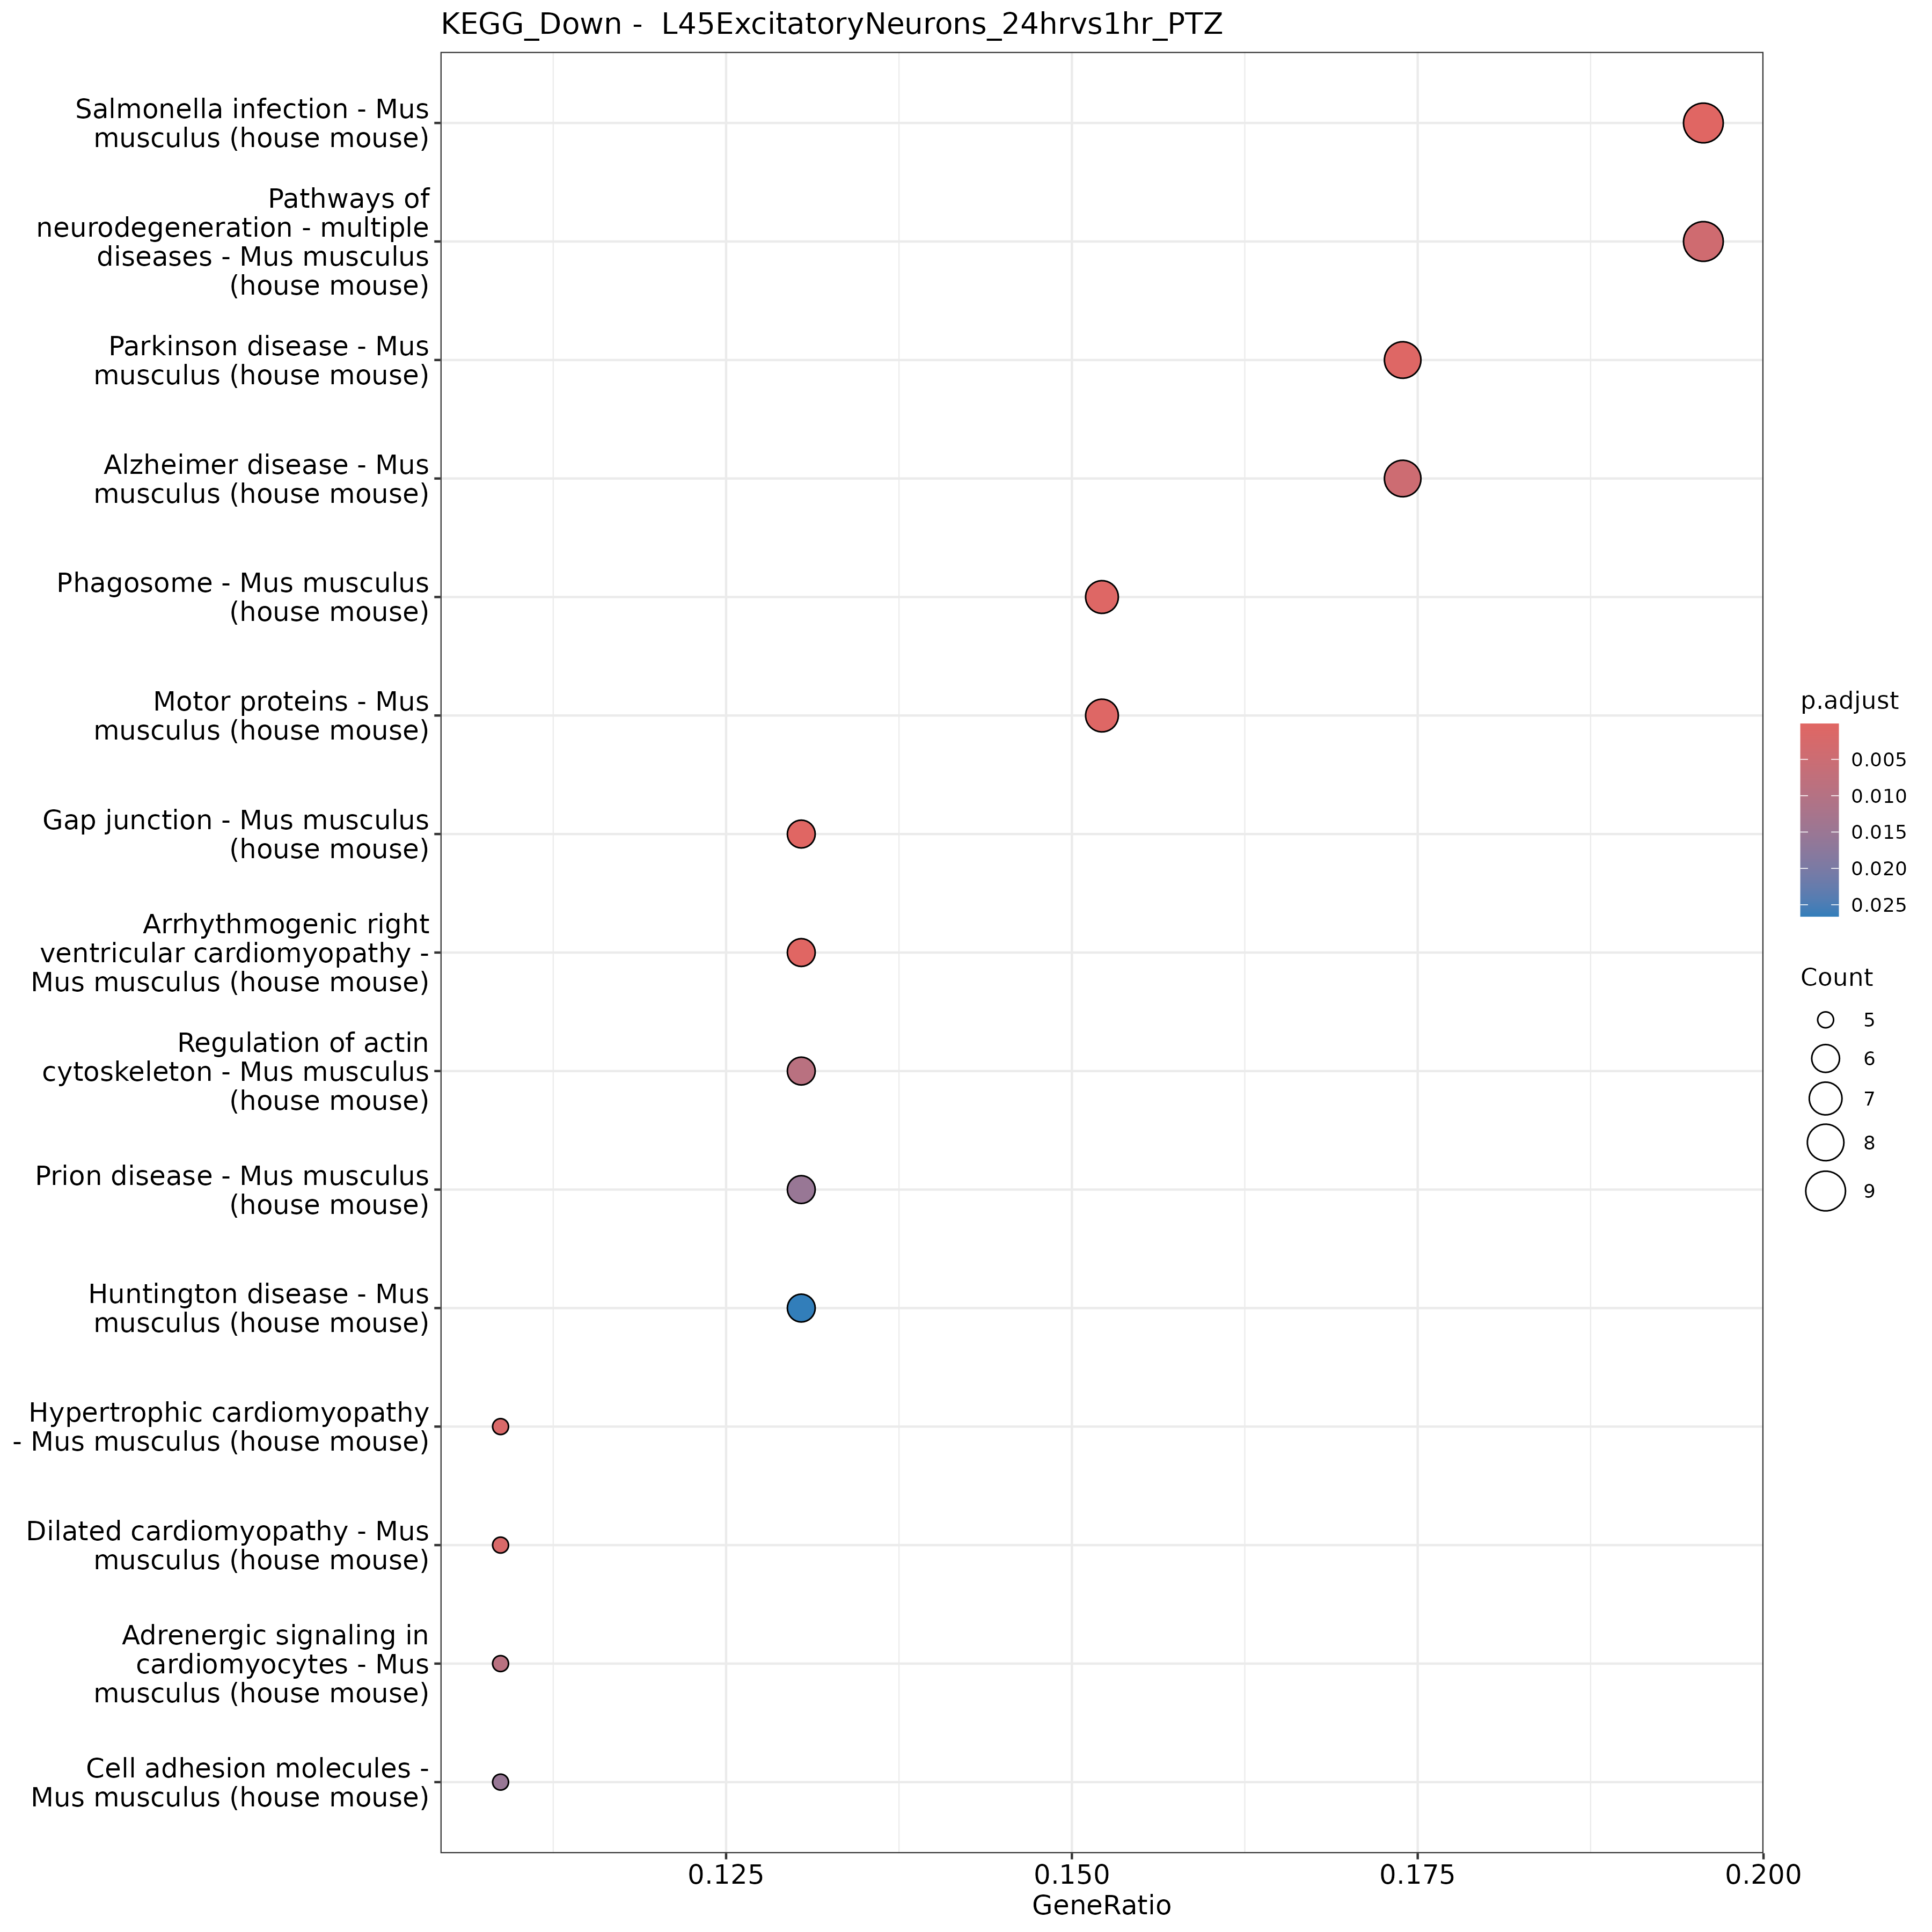 KEGG_Down -  L45ExcitatoryNeurons_24hrvs1hr_PTZ
Salmonella infection - Mus
musculus (house mouse)
Pathways of
neurodegeneration - multiple
diseases - Mus musculus
(house mouse)
Parkinson disease - Mus
musculus (house mouse)
Alzheimer disease - Mus
musculus (house mouse)
Phagosome - Mus musculus
(house mouse)
Motor proteins - Mus
musculus (house mouse)
Gap junction - Mus musculus
(house mouse)
Arrhythmogenic right
ventricular cardiomyopathy -
Mus musculus (house mouse)
Regulation of actin
cytoskeleton - Mus musculus
(house mouse)
Prion disease - Mus musculus
(house mouse)
Huntington disease - Mus
musculus (house mouse)
Hypertrophic cardiomyopathy
- Mus musculus (house mouse)
Dilated cardiomyopathy - Mus
musculus (house mouse)
Adrenergic signaling in
cardiomyocytes - Mus
musculus (house mouse)
Cell adhesion molecules -
Mus musculus (house mouse)
0.125 0.150 0.175 0.200
GeneRatio
p.adjust
0.005
0.010
0.015
0.020
0.025
Count
5
6
7
8
9